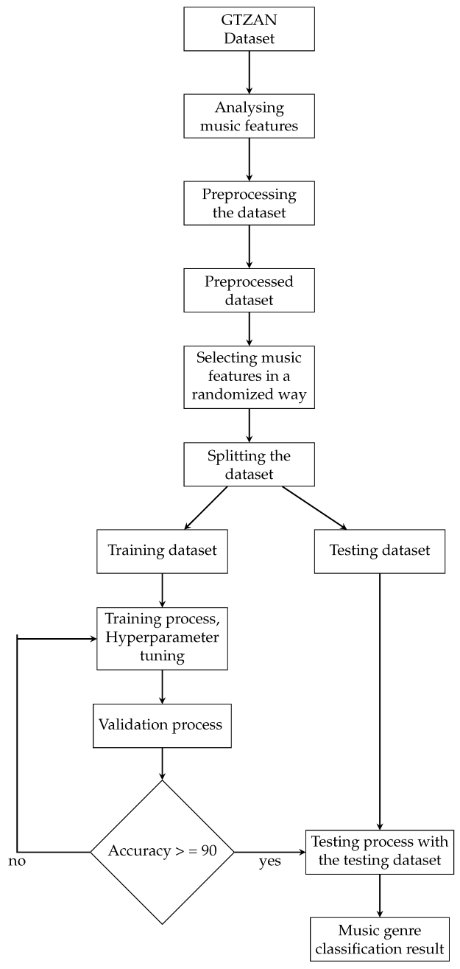 GTZAN
Dataset
Analysing
music features
Preprocessing
the dataset
Preprocessed
dataset
Selecting music
features in a
randomized way
Splitting the
dataset
Training dataset
Testing dataset
Training process,
Hyperparameter
tuning
Validation process
Accuracy > = 90
no
yes
Testing process with
the testing dataset
Music genre
classification result